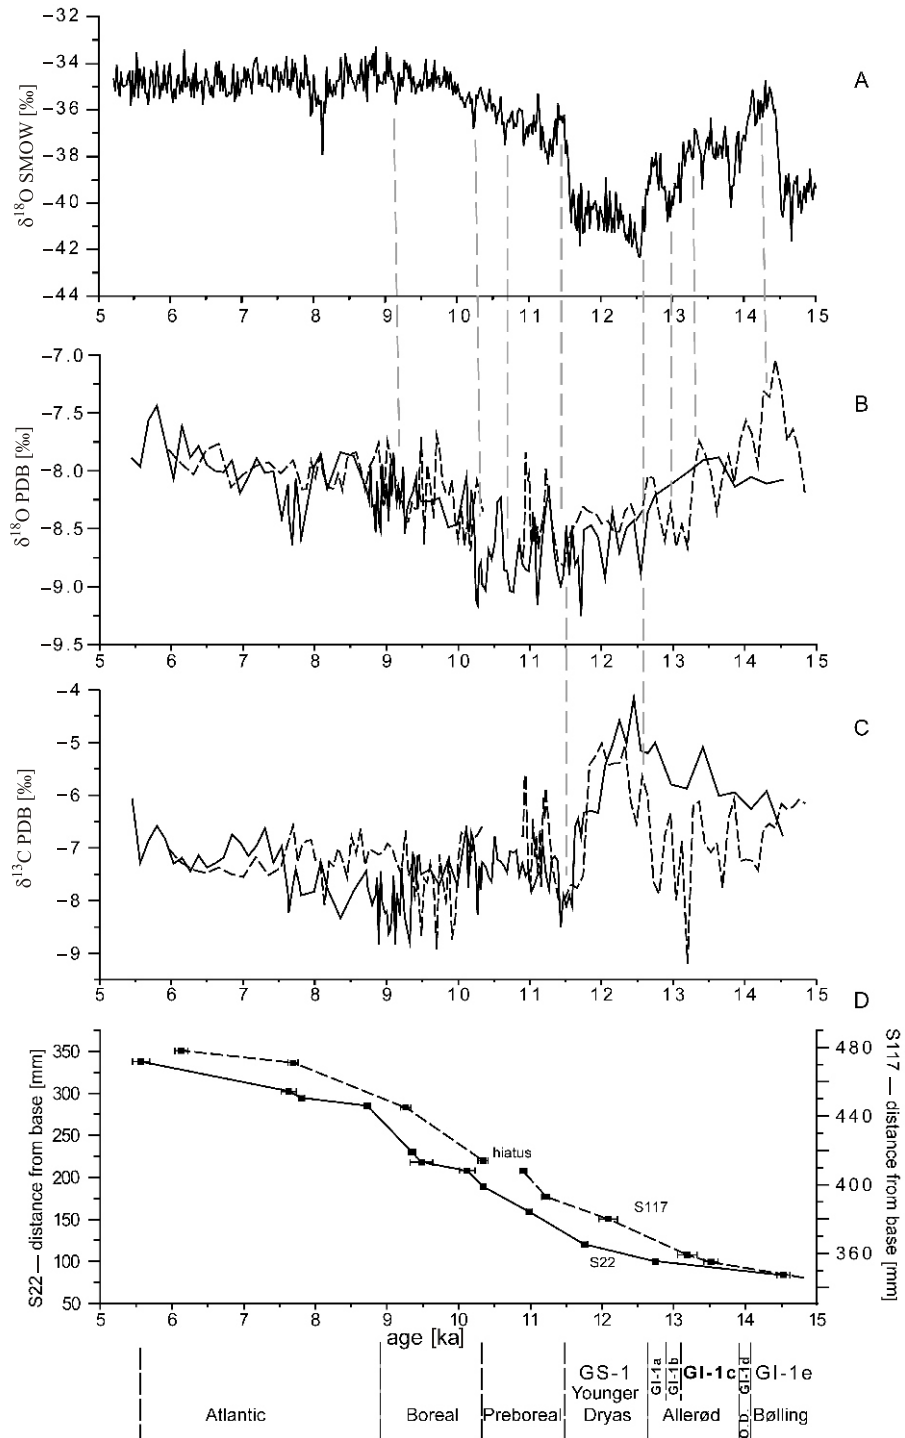 −32
−34
−36
−38
−40
−42
−44
δ18O SMOW [‰]
A
5 6 7 8 9 10 11 12 13 14 15
−7.0
−7.5
−8.0
−8.5
−9.0
−9.5
δ18O PDB [‰]
B
5 6 7 8 9 10 11 12 13 14 15
−4
−5
−6
−7
−8
−9
δ13C PDB [‰]
C
5 6 7 8 9 10 11 12 13 14 15
D
350
300
250
200
150
100
50
S22 — distance from base [mm]
hiatus
S117
S22
480
440
400
360
S117 — distance from base [mm]
5 6 7 8 9 10 11 12 13 14 15
age [ka]
GS-1 GI-1a GI-1b GI-1c GI-1d GI-1e
Younger
Atlantic Boreal Preboreal Dryas Allerød O.D. Bølling